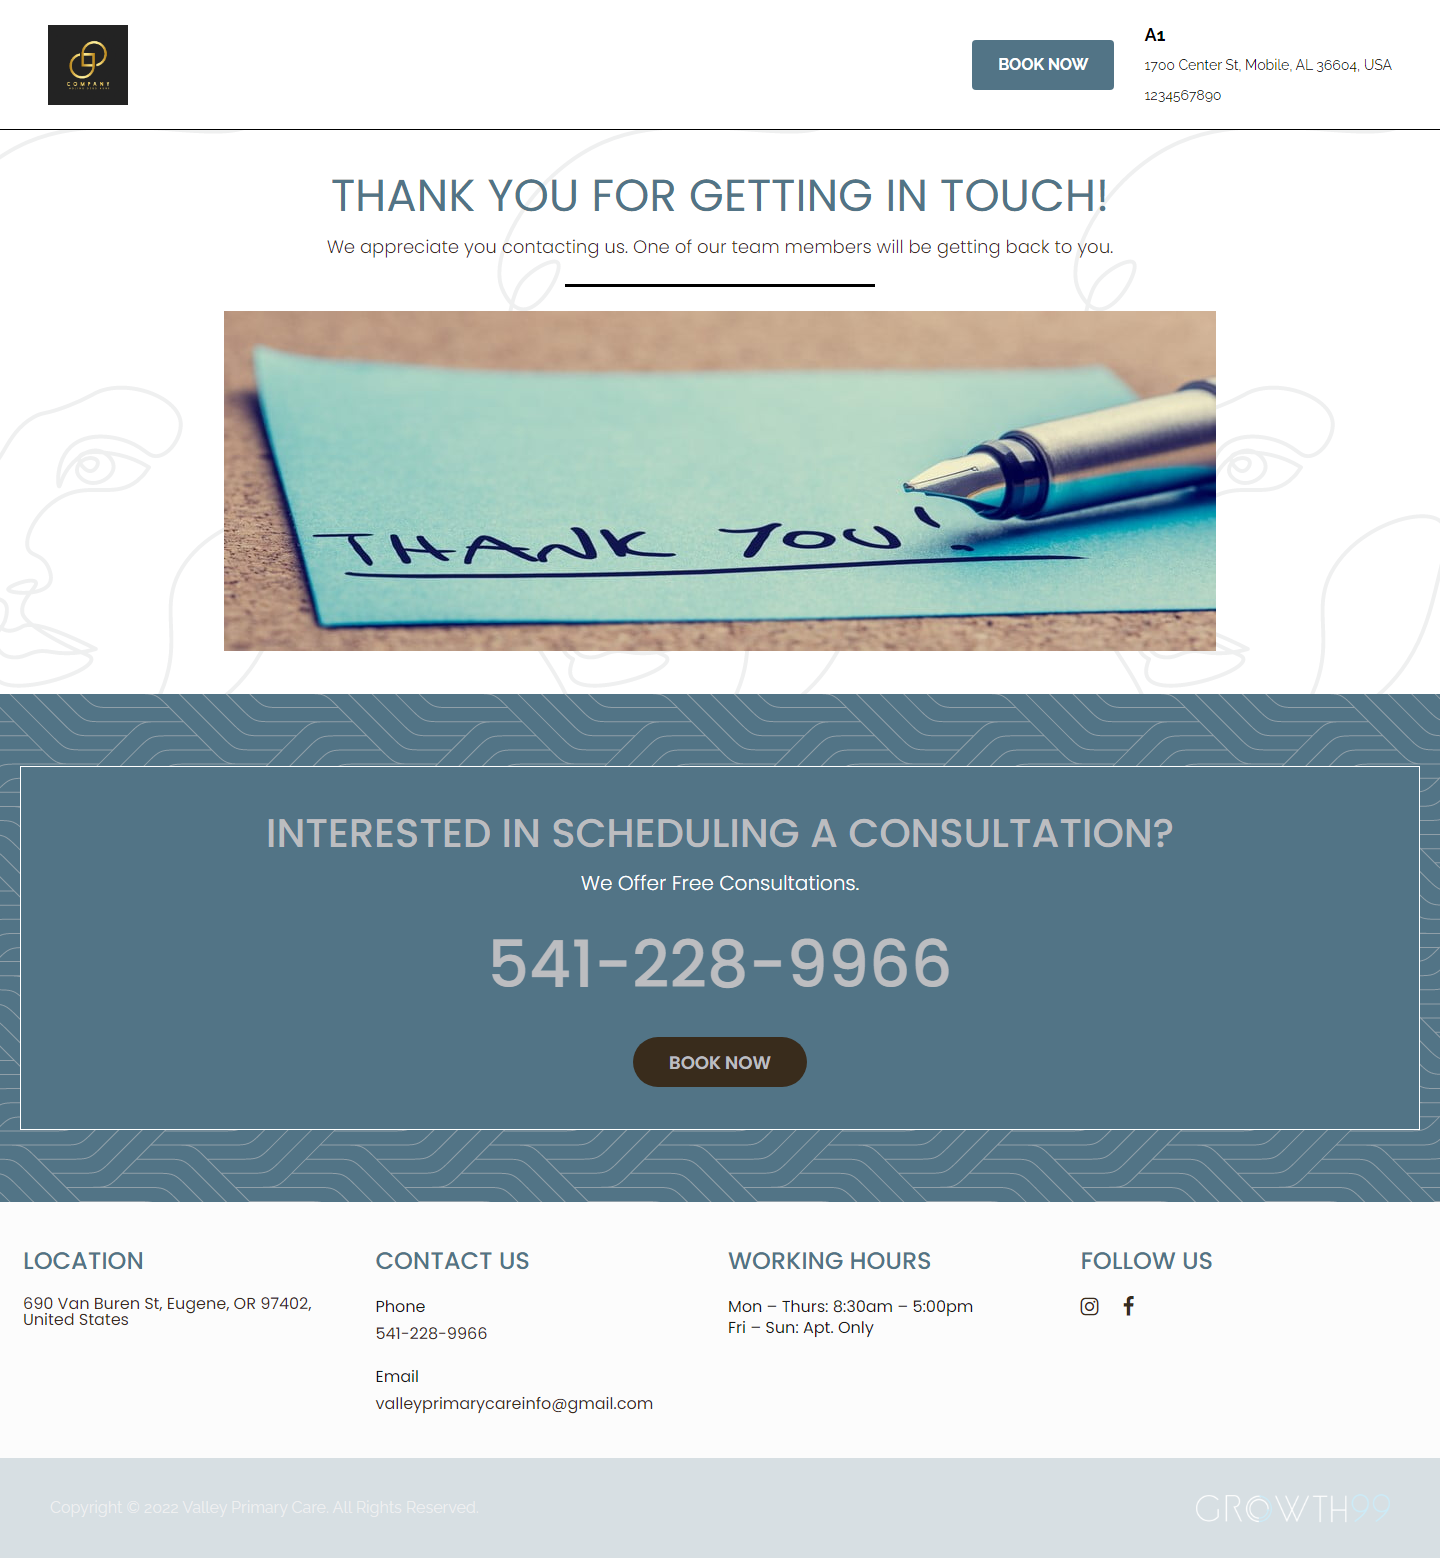 COMPANY
BOOK NOW
A1
1700 Center St, Mobile, AL 36604, USA
1234567890
THANK YOU FOR GETTING IN TOUCH!
We appreciate you contacting us. One of our team members will be getting back to you.
THANK YOU!
INTERESTED IN SCHEDULING A CONSULTATION?
We Offer Free Consultations.
541-228-9966
BOOK NOW
LOCATION
690 Van Buren St, Eugene, OR 97402,
United States
CONTACT US
Phone
541-228-9966
Email
valleyprimarycareinfo@gmail.com
WORKING HOURS
Mon – Thurs: 8:30am – 5:00pm
Fri – Sun: Apt. Only
FOLLOW US
Copyright © 2022 Valley Primary Care. All Rights Reserved.
GROWTH99